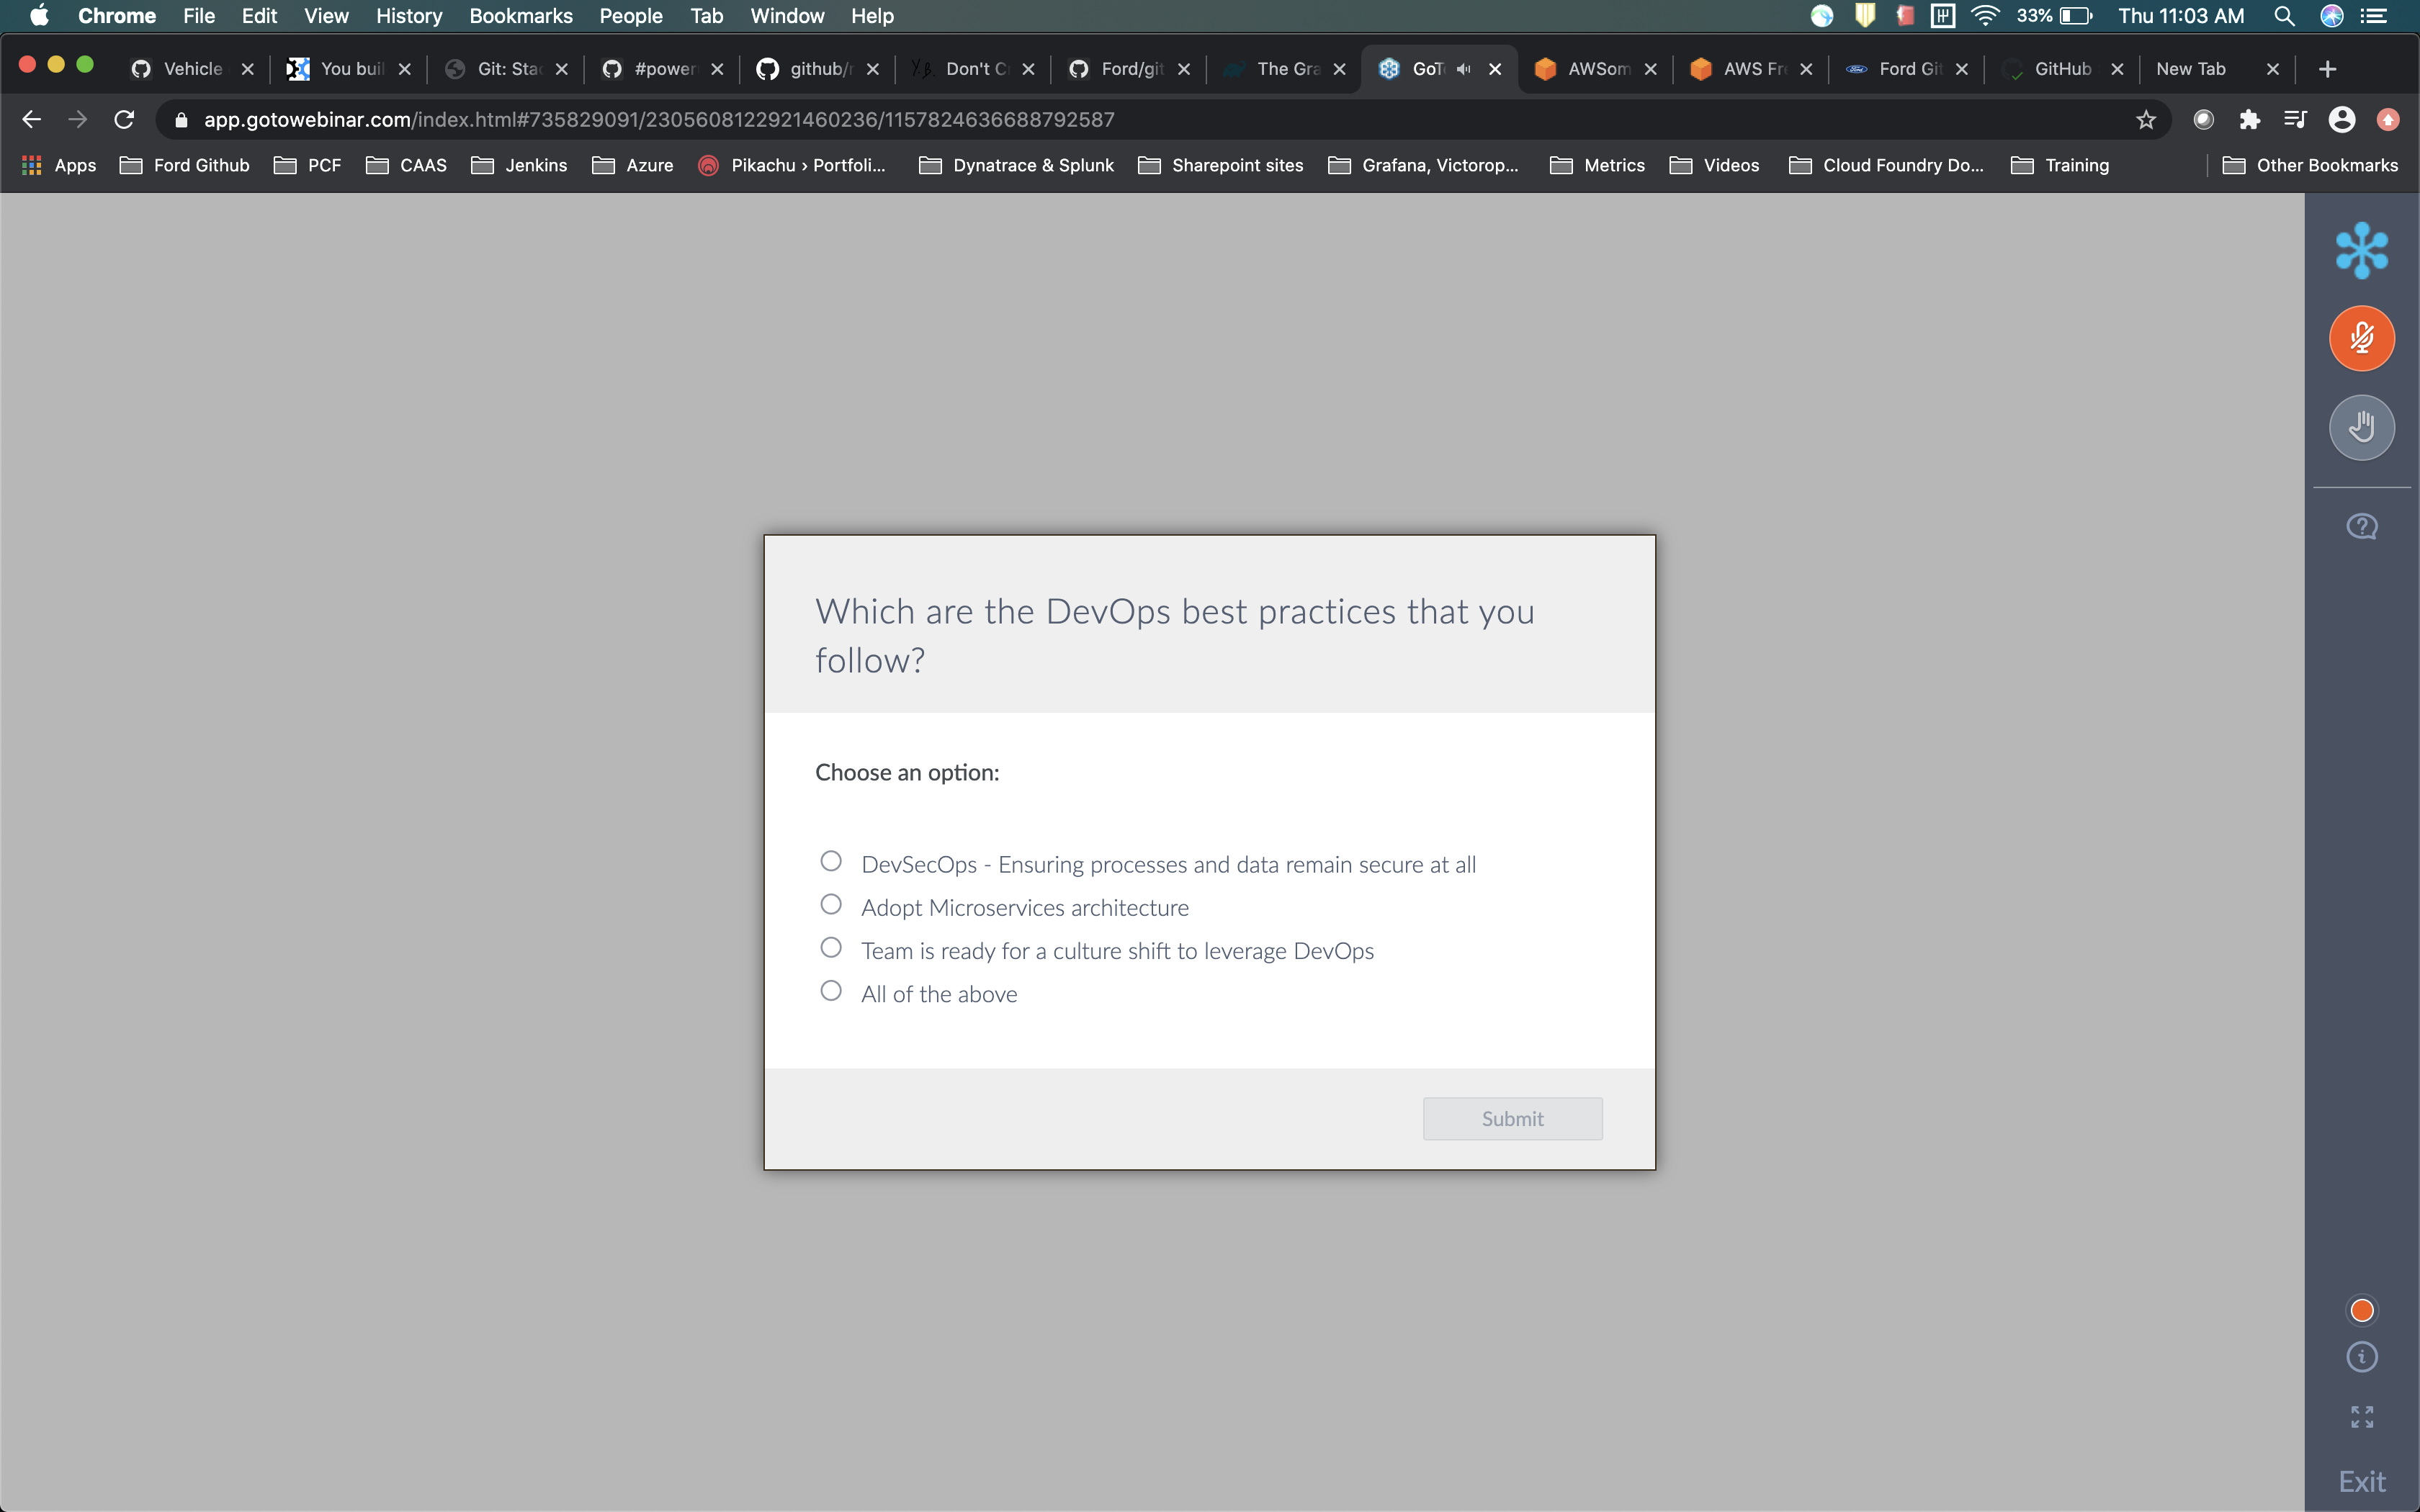 Chrome File Edit View History Bookmarks People Tab Window Help 33% Thu 11:03 AM
Vehicle You buil Git: Sta #power github/r Don't C Ford/git The Gra GoTo AWSom AWS Fr Ford Git GitHub New Tab
app.gotowebinar.com/index.html#735829091/2305608122921460236/1157824636688792587
Apps Ford Github PCF CAAS Jenkins Azure Pikachu › Portfoli... Dynatrace & Splunk Sharepoint sites Grafana, Victorop... Metrics Videos Cloud Foundry Do... Training Other Bookmarks
Which are the DevOps best practices that you
follow?
Choose an option:
DevSecOps - Ensuring processes and data remain secure at all
Adopt Microservices architecture
Team is ready for a culture shift to leverage DevOps
All of the above
Submit
Exit